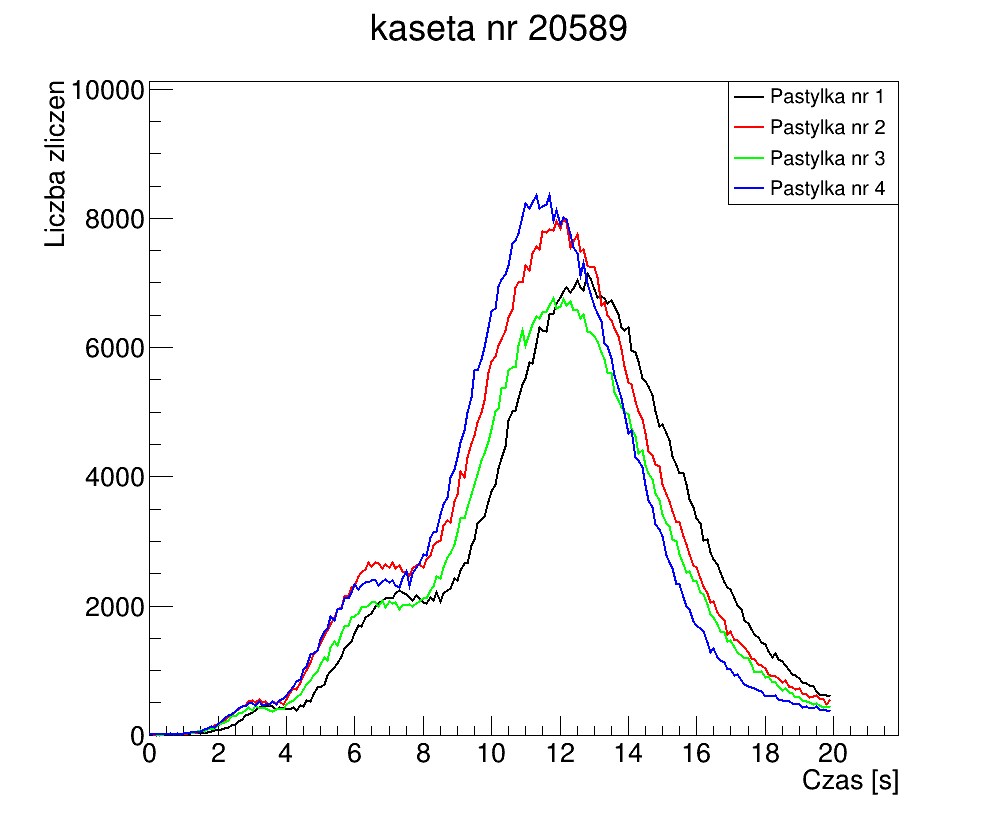 kaseta nr 20589
Liczba zliczen
10000
8000
6000
4000
2000
0
Pastylka nr 1
Pastylka nr 2
Pastylka nr 3
Pastylka nr 4
0 2 4 6 8 10 12 14 16 18 20
Czas [s]